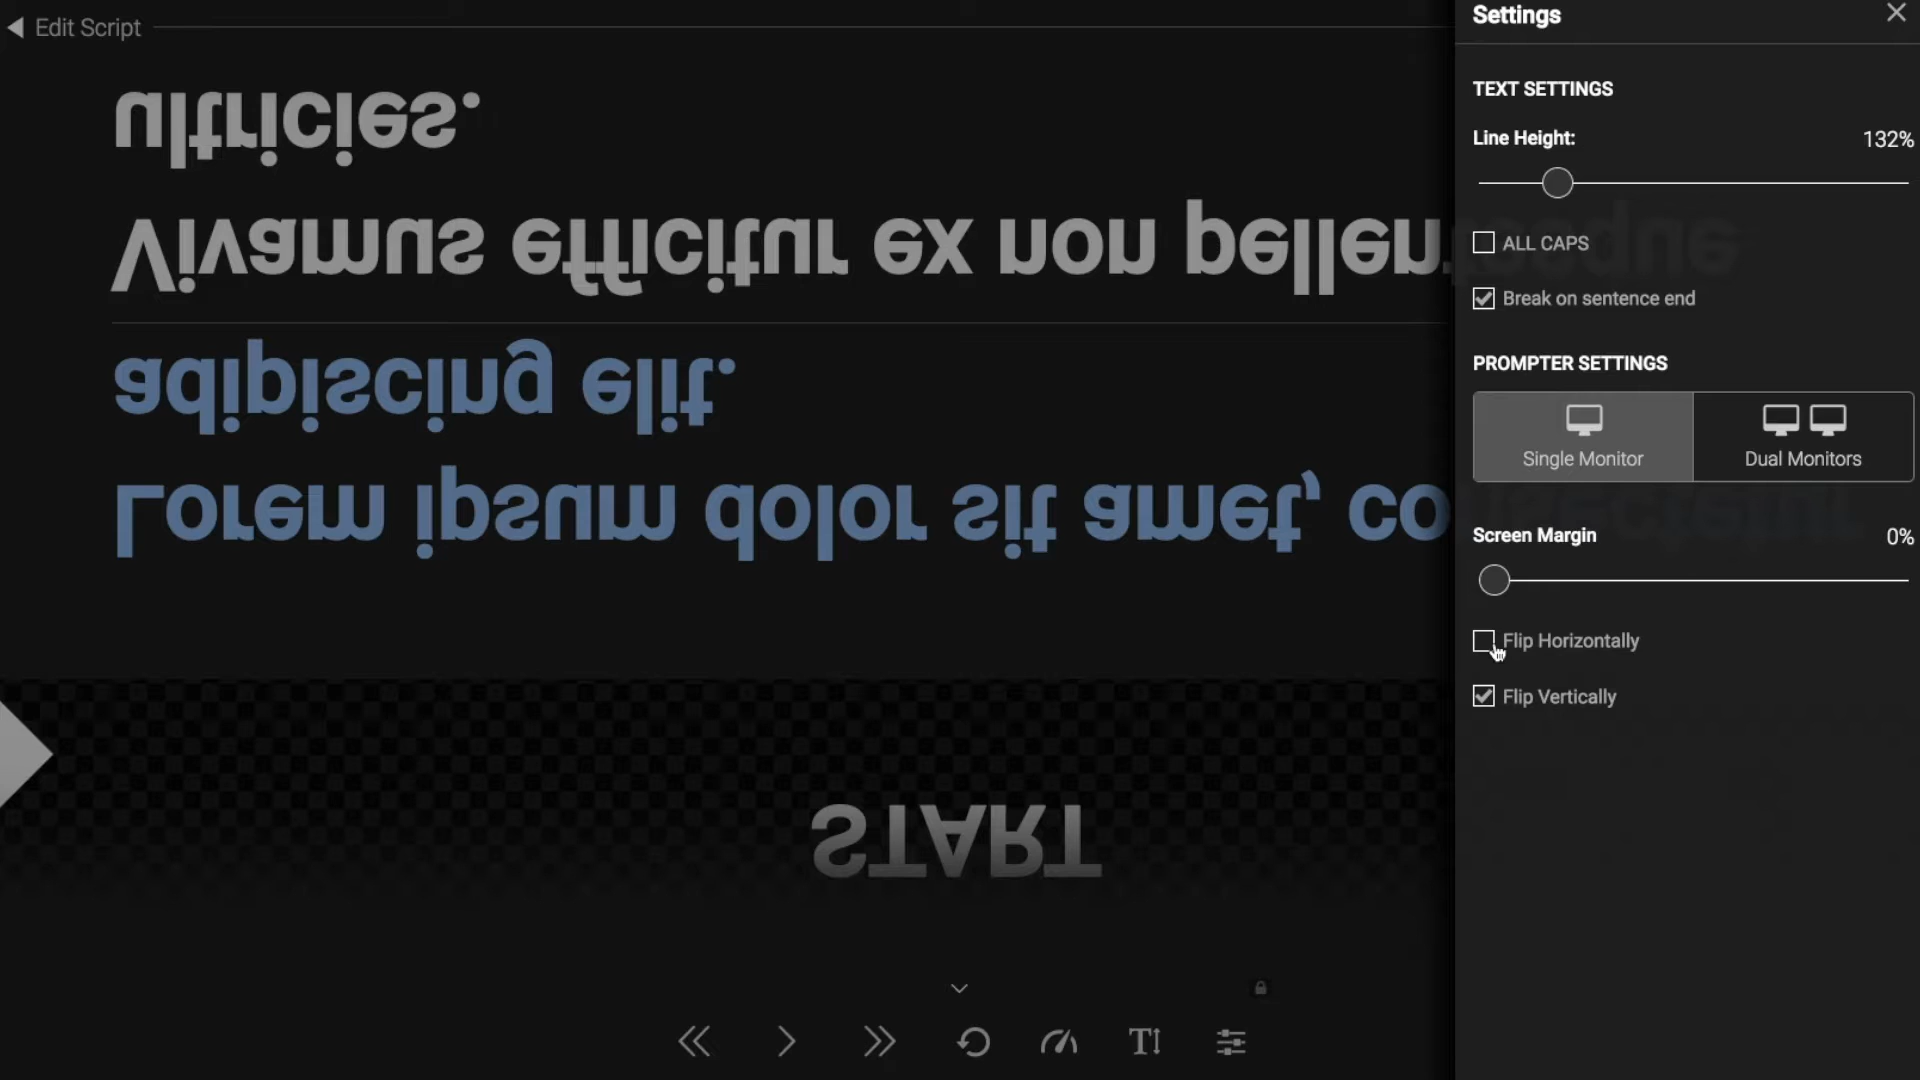 Edit Script
ultricies.
Vivamus efficitur ex non pellentesque
adipiscing elit.
Lorem ipsum dolor sit amet, consectetur
START
Settings
TEXT SETTINGS
Line Height: 132%
ALL CAPS
Break on sentence end
PROMPTER SETTINGS
Single Monitor
Dual Monitors
Screen Margin 0%
Flip Horizontally
Flip Vertically